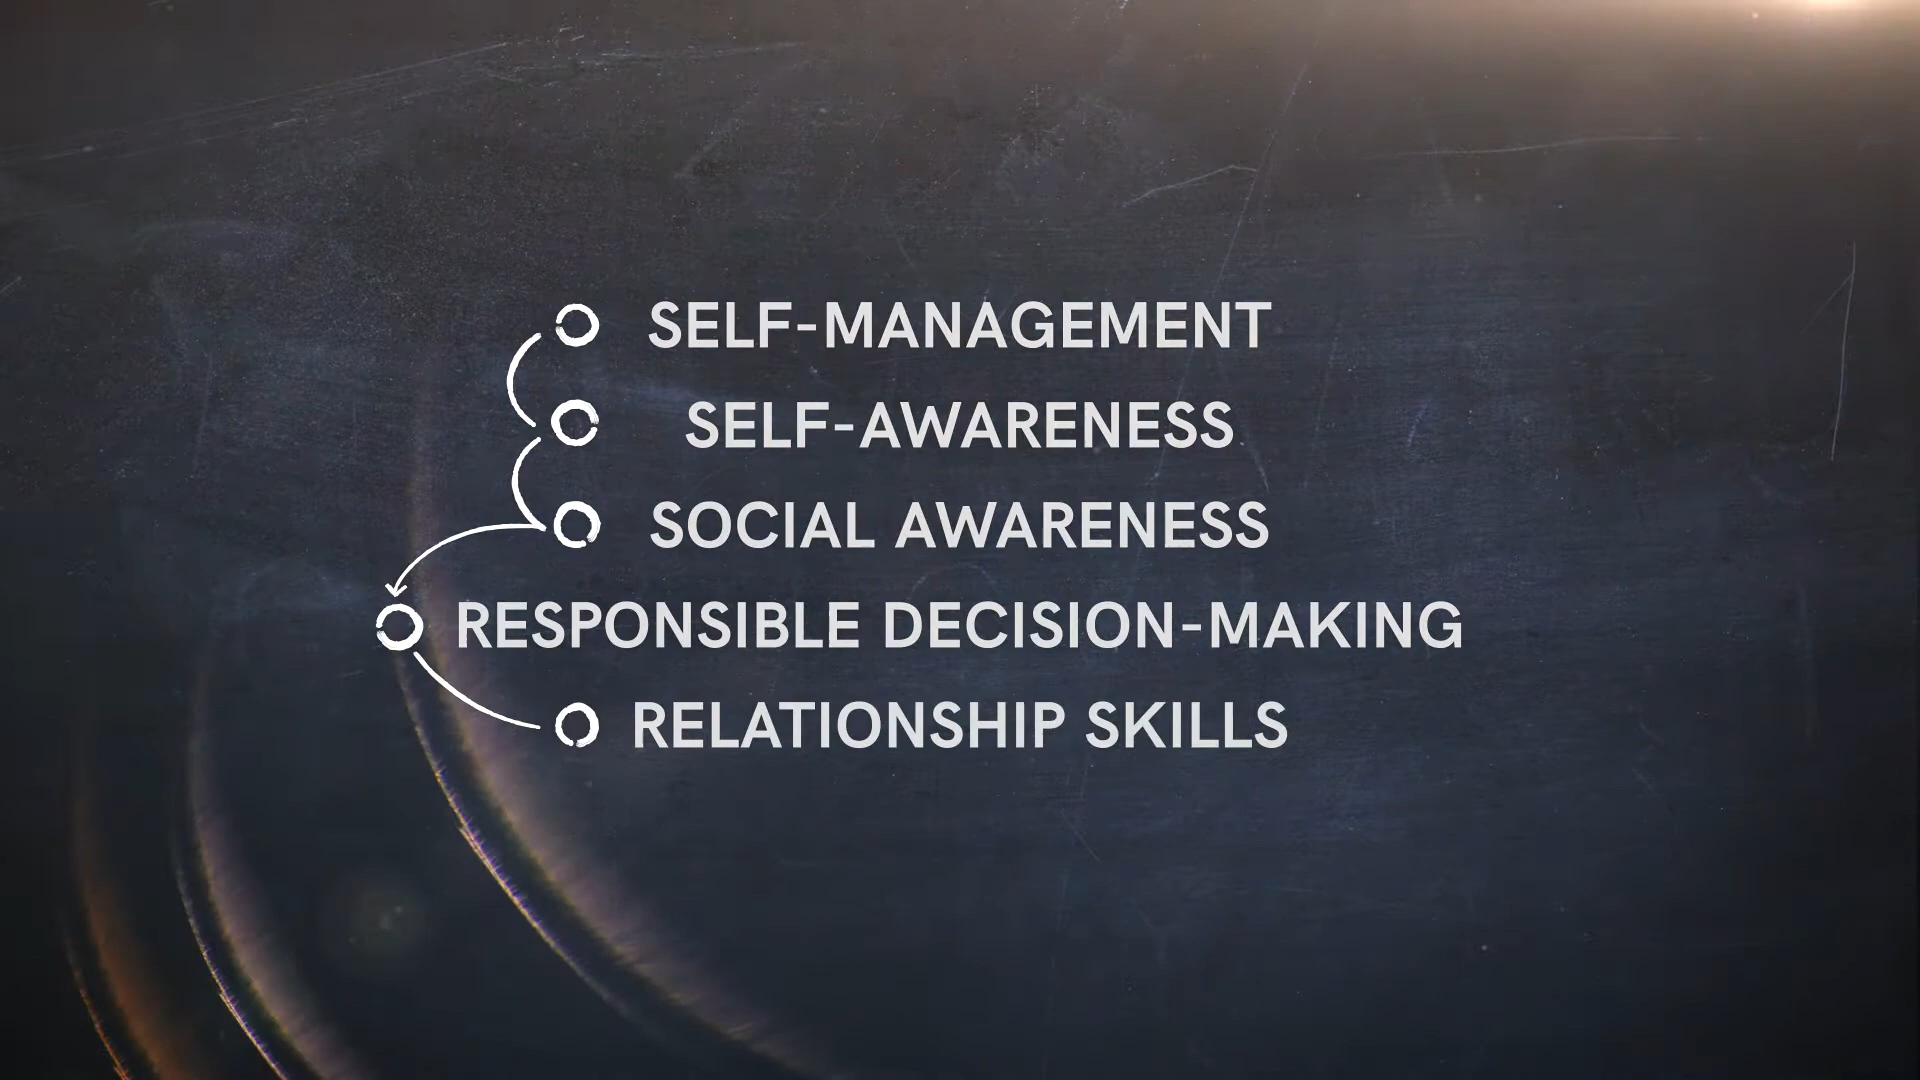 SELF-MANAGEMENT
SELF-AWARENESS
SOCIAL AWARENESS
RESPONSIBLE DECISION-MAKING
RELATIONSHIP SKILLS